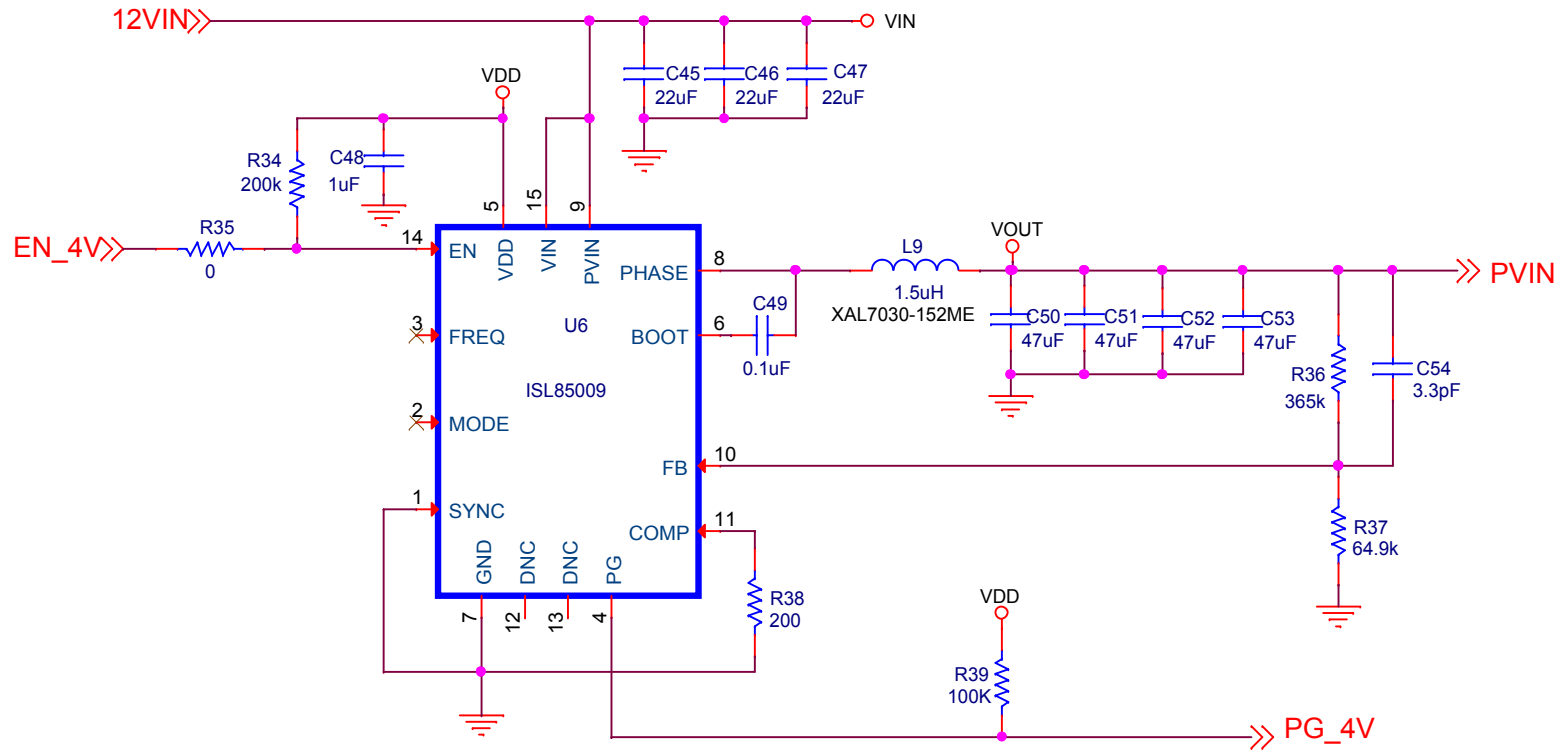 12VIN
VIN
C45
22uF
C46
22uF
C47
22uF
VDD
R34
200k
C48
1uF
5
15
9
EN_4V
R35
0
14
EN
VDD
VIN
PVIN
PHASE
8
L9
1.5uH
XAL7030-152ME
VOUT
PVIN
C50
47uF
C51
47uF
C52
47uF
C53
47uF
3
FREQ
U6
BOOT
6
C49
0.1uF
ISL85009
R36
365k
C54
3.3pF
2
MODE
FB
10
1
SYNC
COMP
11
R37
64.9k
GND
DNC
DNC
PG
7
12
13
4
R38
200
VDD
R39
100K
PG_4V